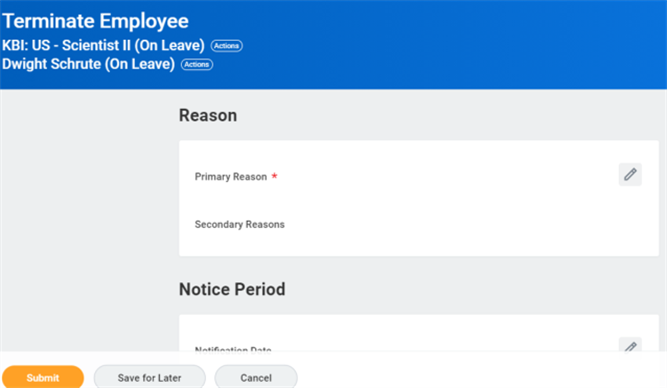 Terminate Employee
KBI: US - Scientist II (On Leave) Actions
Dwight Schrute (On Leave) Actions
Reason
Primary Reason *
Secondary Reasons
Notice Period
Notification Date
Submit
Save for Later
Cancel